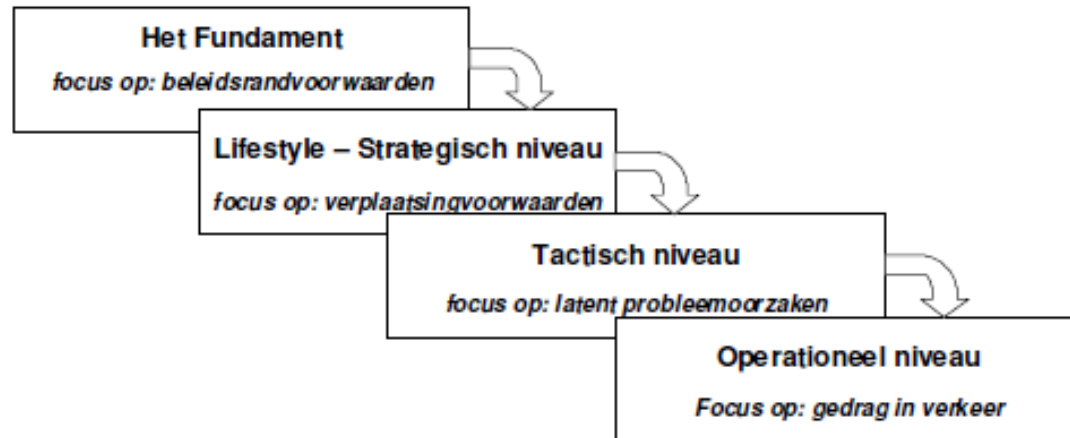 Het Fundament
focus op: beleidsrandvoorwaarden
Lifestyle – Strategisch niveau
focus op: verplaatsingvoorwaarden
Tactisch niveau
focus op: latent probleemoorzaken
Operationeel niveau
Focus op: gedrag in verkeer